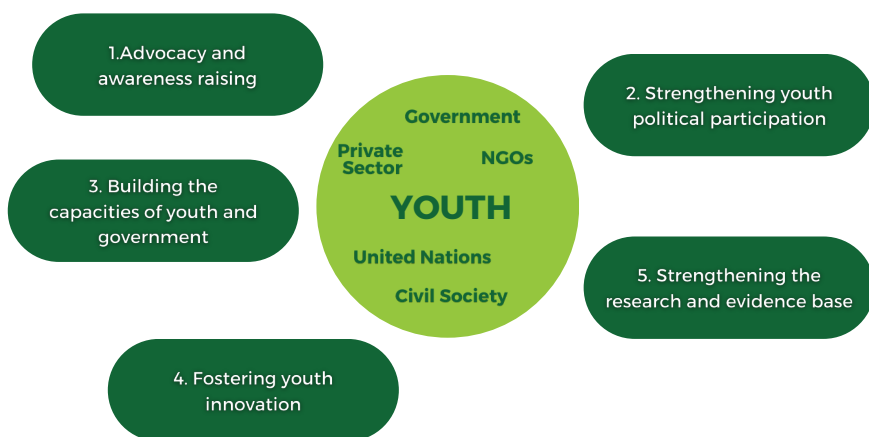 1.Advocacy and
awareness raising
2. Strengthening youth
political participation
3. Building the
capacities of youth and
government
Government
Private
Sector
NGOs
YOUTH
United Nations
Civil Society
4. Fostering youth
innovation
5. Strengthening the
research and evidence base